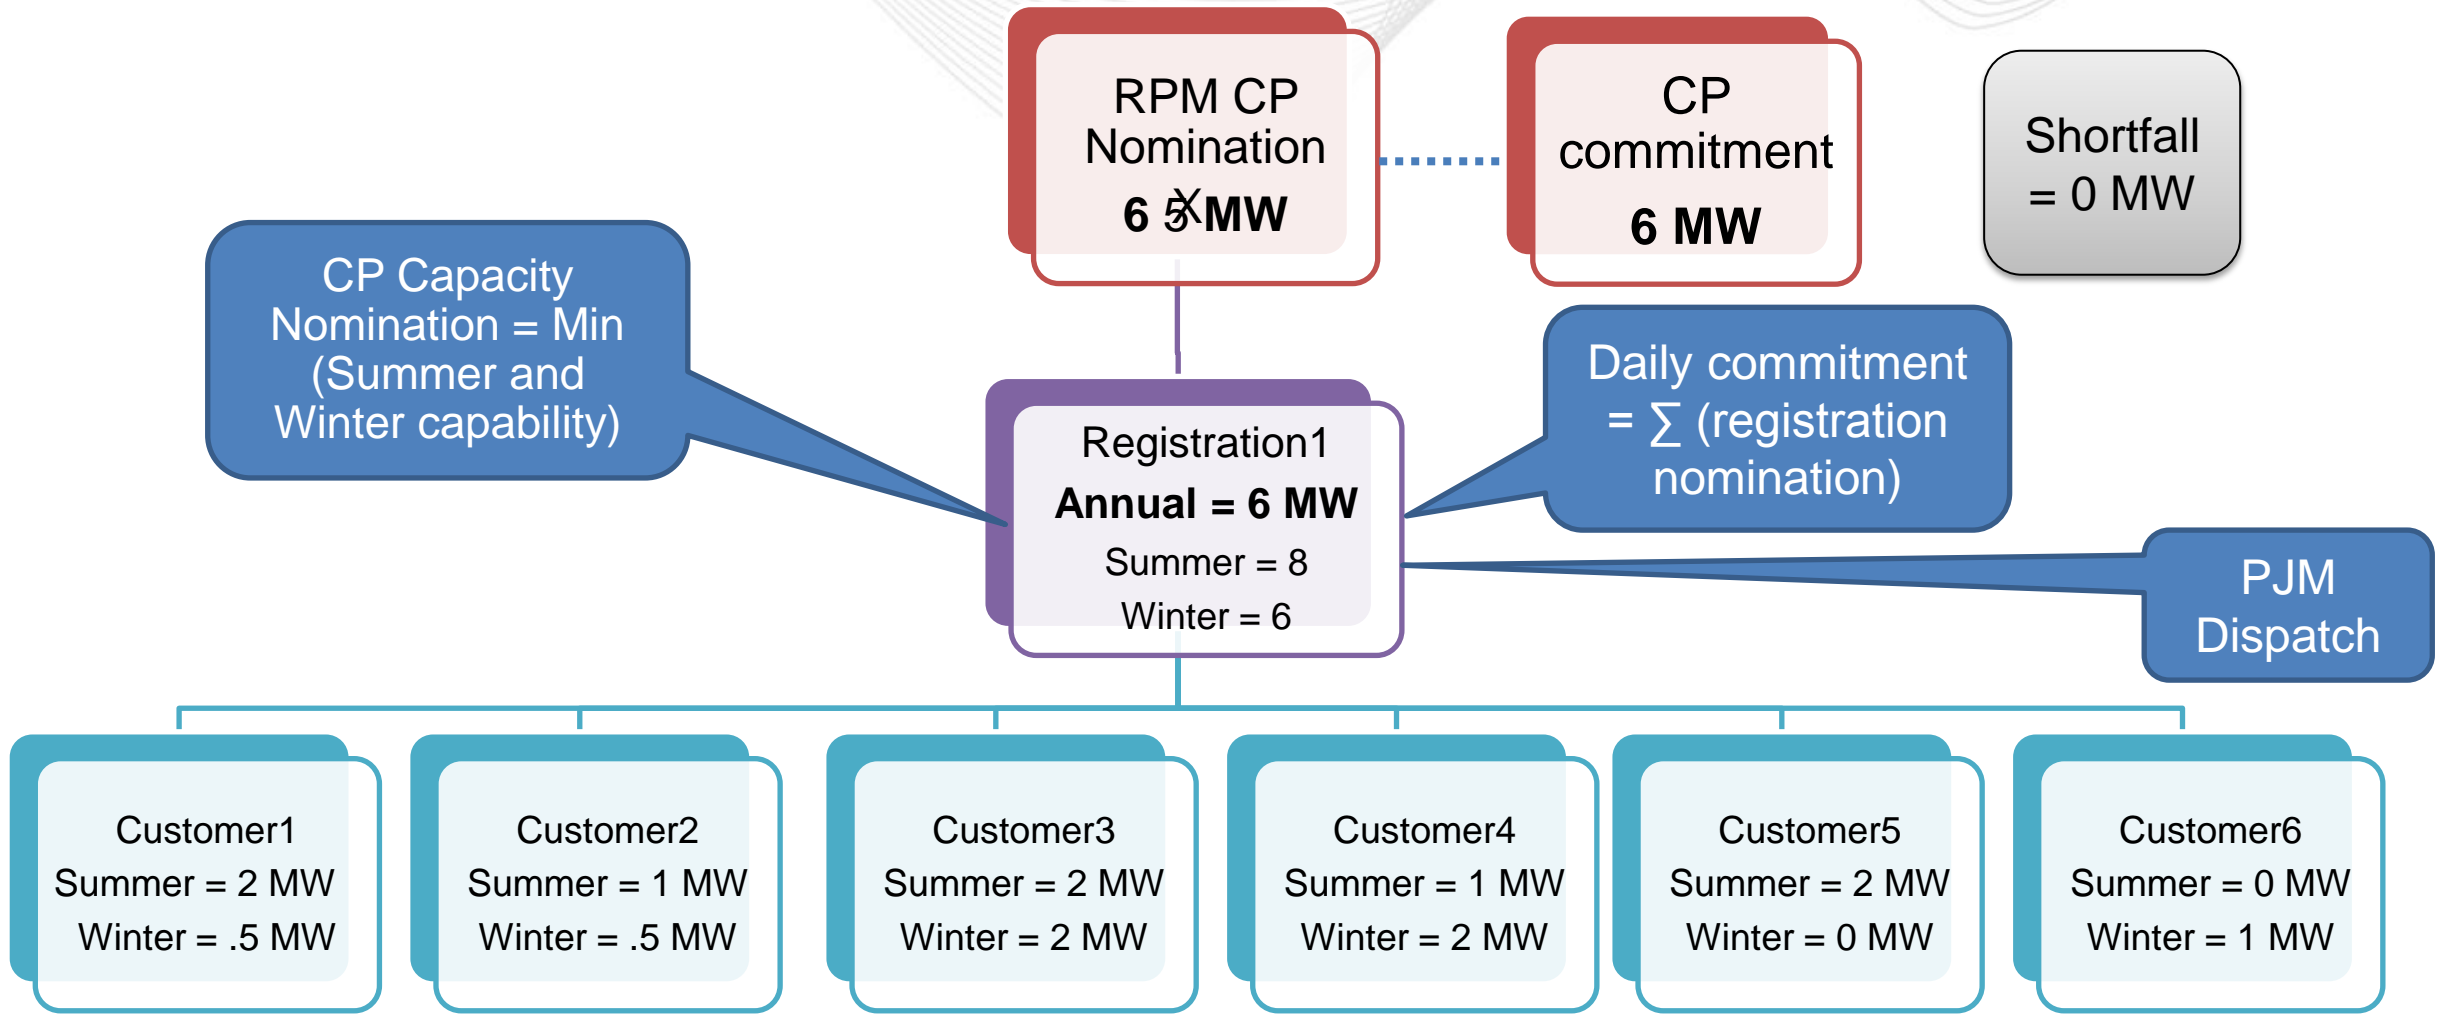 RPM CP
Nomination
6 5 X MW
CP
commitment
6 MW
Shortfall
= 0 MW
CP Capacity
Nomination = Min
(Summer and
Winter capability)
Daily commitment
= ∑ (registration
nomination)
Registration1
Annual = 6 MW
Summer = 8
Winter = 6
PJM
Dispatch
Customer1
Summer = 2 MW
Winter = .5 MW
Customer2
Summer = 1 MW
Winter = .5 MW
Customer3
Summer = 2 MW
Winter = 2 MW
Customer4
Summer = 1 MW
Winter = 2 MW
Customer5
Summer = 2 MW
Winter = 0 MW
Customer6
Summer = 0 MW
Winter = 1 MW